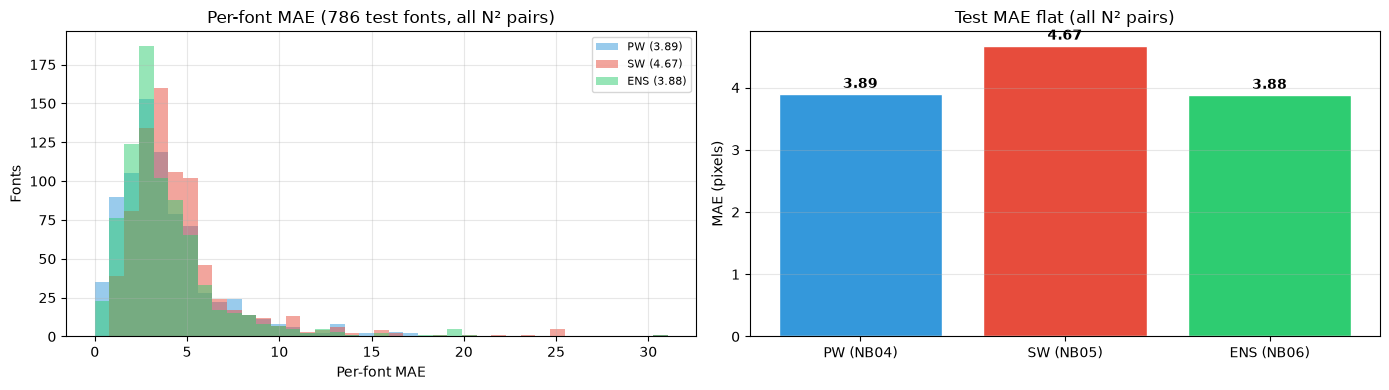 Per-font MAE (786 test fonts, all N² pairs)
PW (3.89)
SW (4.67)
ENS (3.88)
Fonts
175
150
125
100
75
50
25
0
0 5 10 15 20 25 30
Per-font MAE
Test MAE flat (all N² pairs)
3.89 4.67 3.88
MAE (pixels)
4
3
2
1
0
PW (NB04) SW (NB05) ENS (NB06)